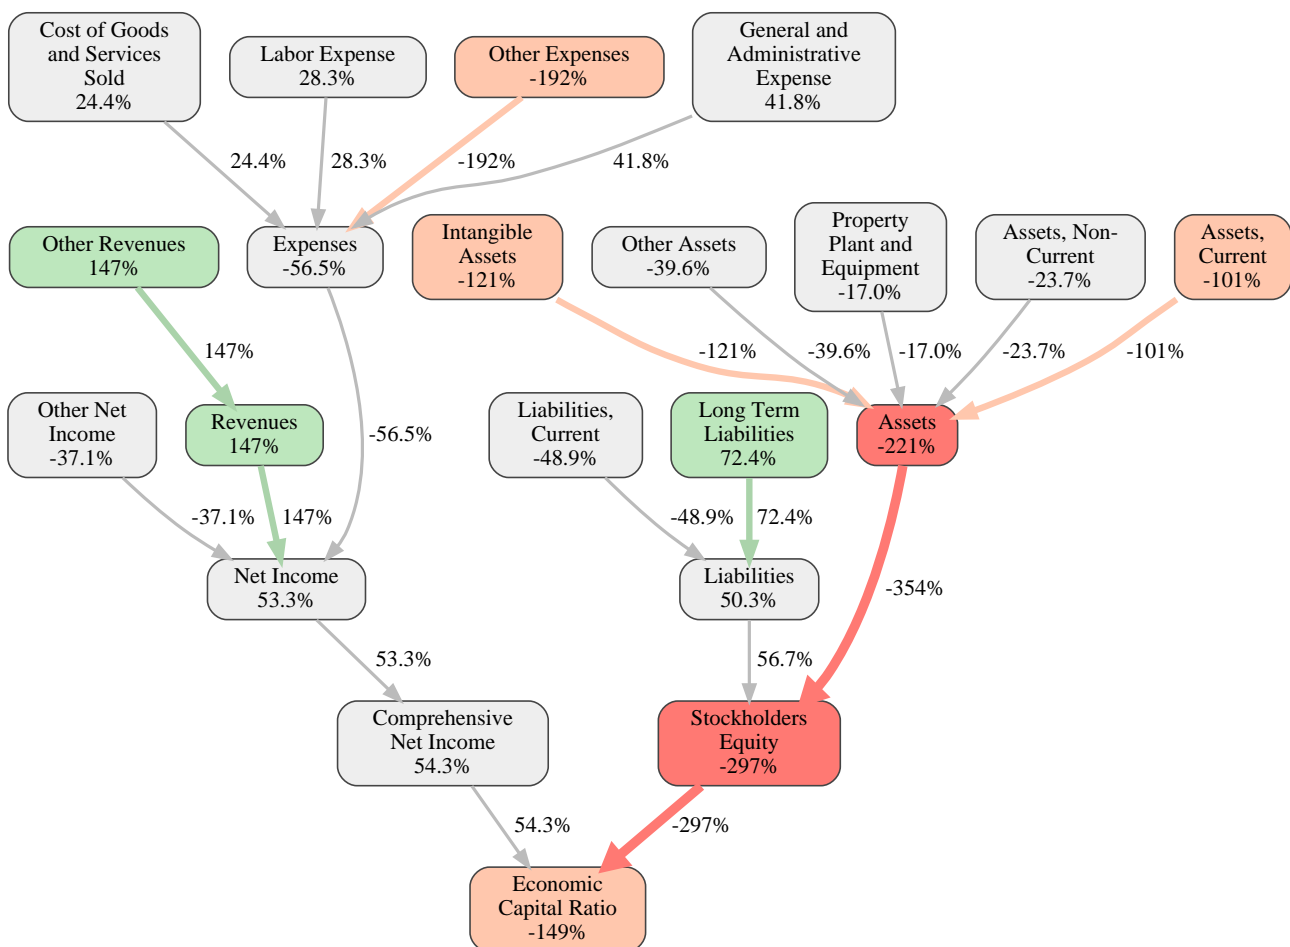 Cost of Goods
and Services
Sold
24.4%
Labor Expense
28.3%
Other Expenses
-192%
General and
Administrative
Expense
41.8%
24.4%
28.3%
-192%
41.8%
Other Revenues
147%
Expenses
-56.5%
Intangible
Assets
-121%
Other Assets
-39.6%
Property
Plant and
Equipment
-17.0%
Assets, Non-
Current
-23.7%
Assets,
Current
-101%
147%
-121%
-39.6%
-17.0%
-23.7%
-101%
Other Net
Income
-37.1%
Revenues
147%
-56.5%
Liabilities,
Current
-48.9%
Long Term
Liabilities
72.4%
Assets
-221%
-37.1%
147%
-48.9%
72.4%
Net Income
53.3%
Liabilities
50.3%
-354%
53.3%
56.7%
Comprehensive
Net Income
54.3%
Stockholders
Equity
-297%
54.3%
-297%
Economic
Capital Ratio
-149%